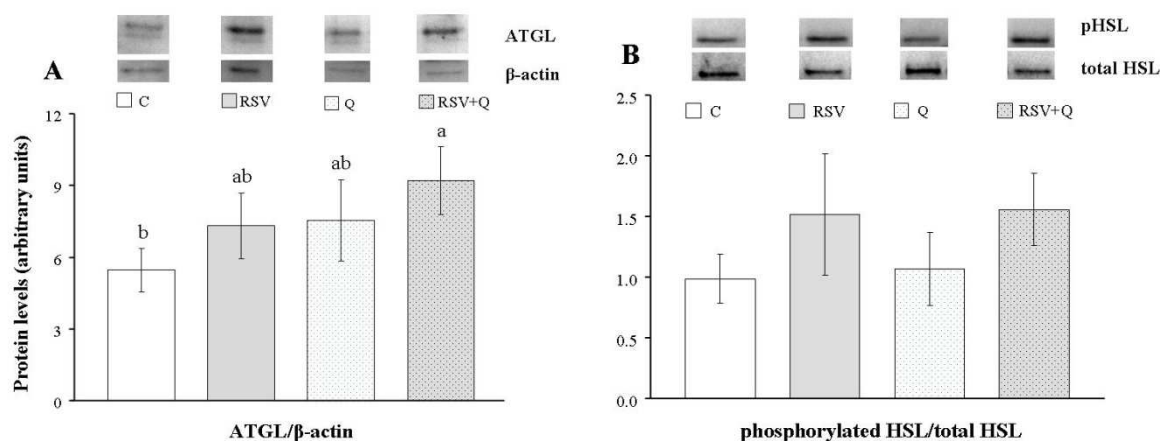 A
ATGL
β-actin
C RSV Q RSV+Q
Protein levels (arbitrary units)
12
9
6
3
0
b
ab
ab
a
ATGL/β-actin
B
pHSL
total HSL
C RSV Q RSV+Q
2.5
2.0
1.5
1.0
0.5
0.0
phosphorylated HSL/total HSL